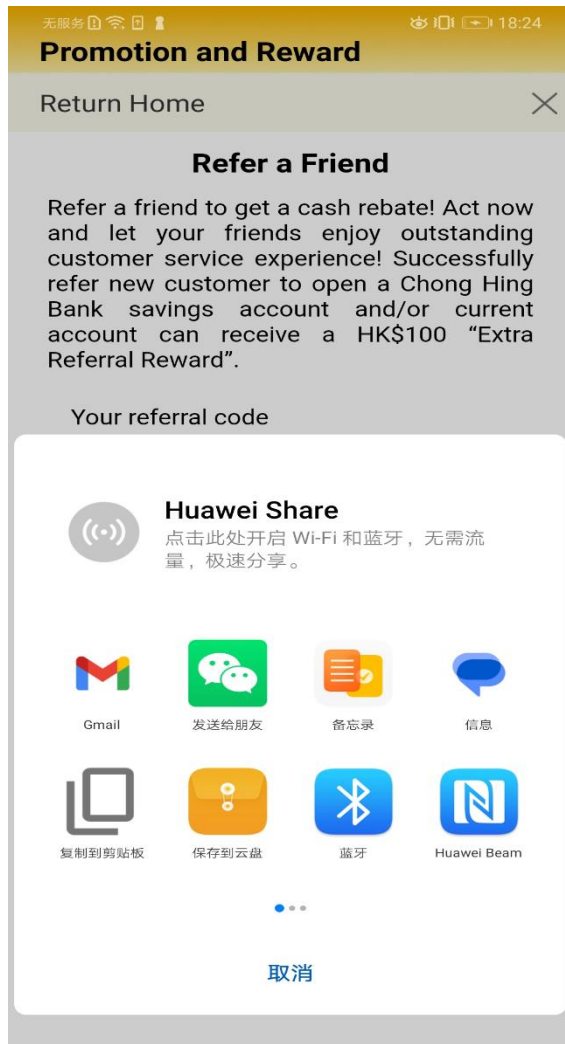 无服务 18:24
Promotion and Reward
Return Home
Refer a Friend
Refer a friend to get a cash rebate! Act now
and let your friends enjoy outstanding
customer service experience! Successfully
refer new customer to open a Chong Hing
Bank savings account and/or current
account can receive a HK$100 “Extra
Referral Reward”.
Your referral code
Huawei Share
点击此处开启 Wi-Fi 和蓝牙，无需流
量，极速分享。
Gmail 发送给朋友 备忘录 信息
复制到剪贴板 保存到云盘 蓝牙 Huawei Beam
取消